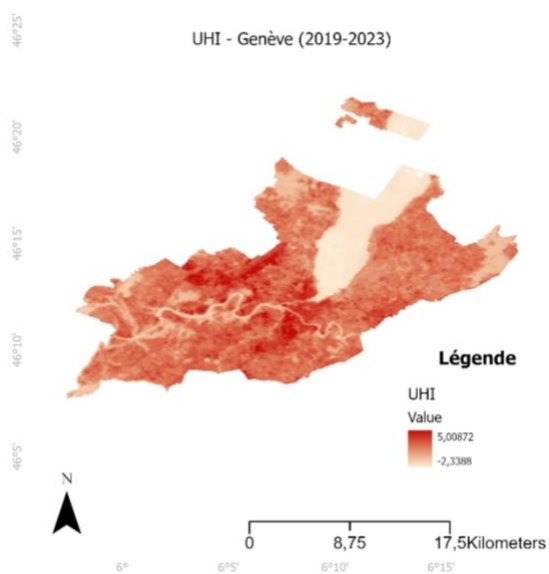 UHI - Genève (2019-2023)
46°25'
46°20'
46°15'
46°10'
46°5'
Légende
UHI
Value
5,00872
-2,3388
N
0 8,75 17,5Kilometers
6° 6°5' 6°10' 6°15'